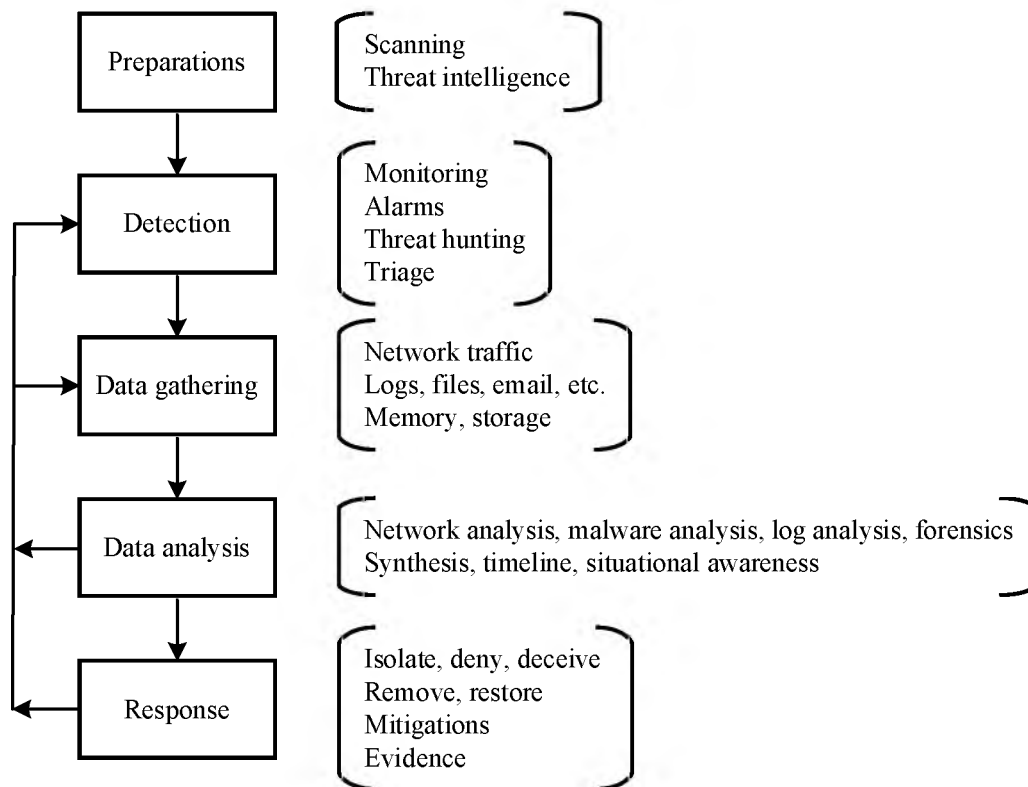 Preparations
Scanning
Threat intelligence
Detection
Monitoring
Alarms
Threat hunting
Triage
Data gathering
Network traffic
Logs, files, email, etc.
Memory, storage
Data analysis
Network analysis, malware analysis, log analysis, forensics
Synthesis, timeline, situational awareness
Response
Isolate, deny, deceive
Remove, restore
Mitigations
Evidence